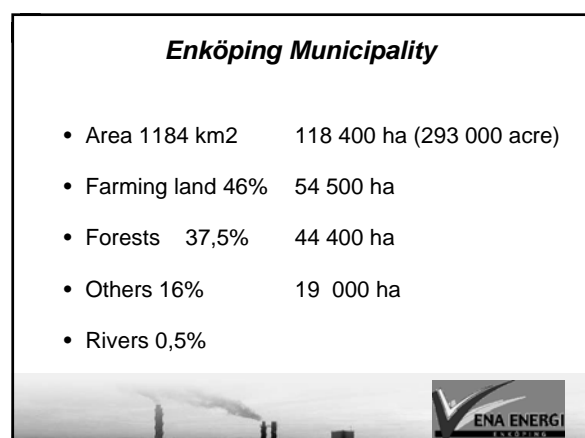 Enköping Municipality
• Area 1184 km2 118 400 ha (293 000 acre)
• Farming land 46% 54 500 ha
• Forests 37,5% 44 400 ha
• Others 16% 19 000 ha
• Rivers 0,5%
ENA ENERGI
ENKÖPING